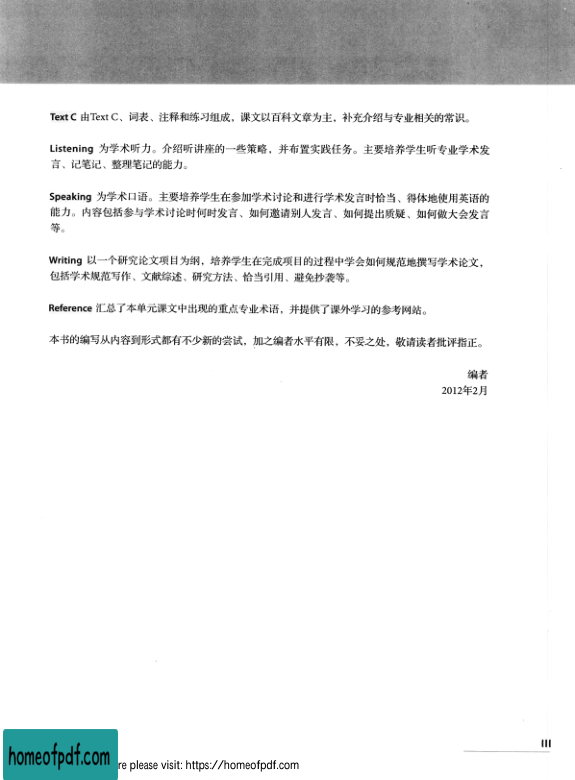 Text C 由Text C、词表、注释和练习组成，课文以百科文章为主，补充介绍与专业相关的常识。
Listening 为学术听力。介绍听讲座的一些策略，并布置实践任务。主要培养学生听专业学术发
言、记笔记、整理笔记的能力。
Speaking 为学术口语。主要培养学生在参加学术讨论和进行学术发言时恰当、得体地使用英语的
能力。内容包括参与学术讨论时何时发言、如何邀请别人发言、如何提出质疑、如何做大会发言
等。
Writing 以一个研究论文项目为纲，培养学生在完成项目的过程中学会如何规范地撰写学术论文，
包括学术规范写作、文献综述、研究方法、恰当引用、避免抄袭等。
Reference 汇总了本单元课文中出现的重点专业术语，并提供了课外学习的参考网站。
本书的编写从内容到形式都有不少新的尝试，加之编者水平有限，不妥之处，敬请读者批评指正。
编者
2012年2月
III
homeofpdf.com
re please visit: https://homeofpdf.com